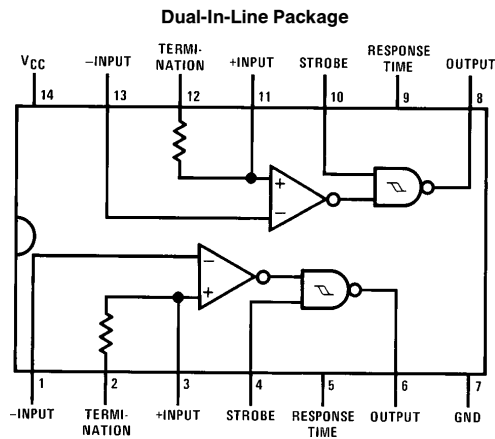 Dual-In-Line Package
VCC
–INPUT
TERMI-
NATION
+INPUT
STROBE
RESPONSE
TIME
OUTPUT
14
13
12
11
10
9
8
+
–
–
+
1
2
3
4
5
6
7
–INPUT
TERMI-
NATION
+INPUT
STROBE
RESPONSE
TIME
OUTPUT
GND